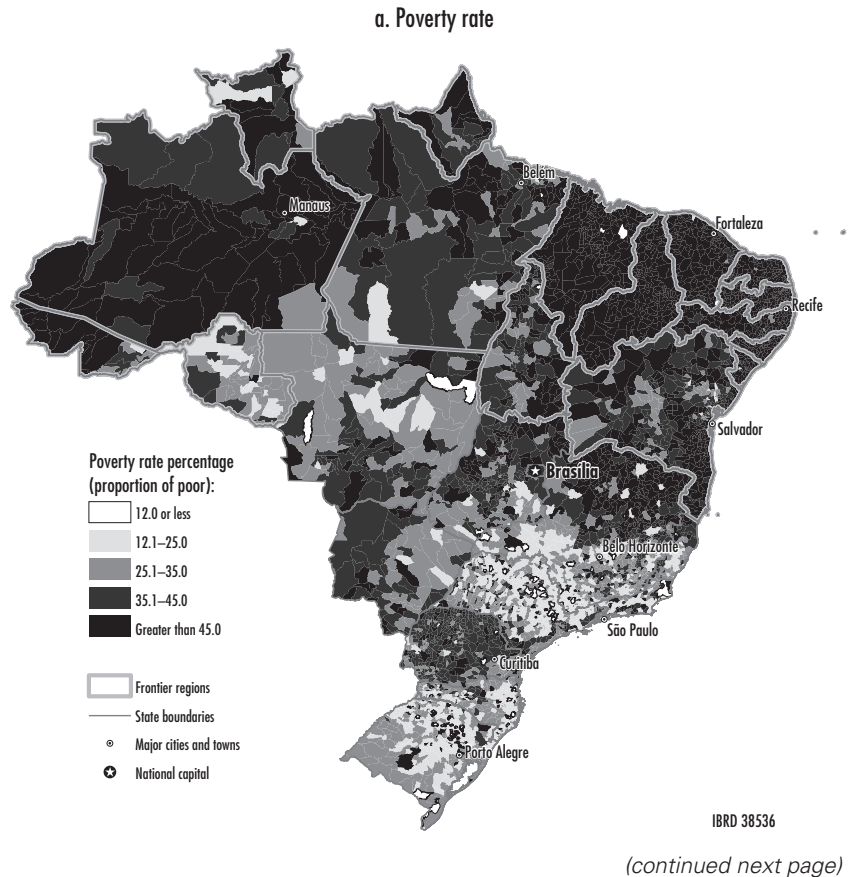 a. Poverty rate
Belém
Manaus
Fortaleza
Recife
Salvador
Brasília
Poverty rate percentage
(proportion of poor):
12.0 or less
12.1–25.0
25.1–35.0
35.1–45.0
Greater than 45.0
Belo Horizonte
São Paulo
Curitiba
Frontier regions
State boundaries
Major cities and towns
National capital
Porto Alegre
IBRD 38536
(continued next page)